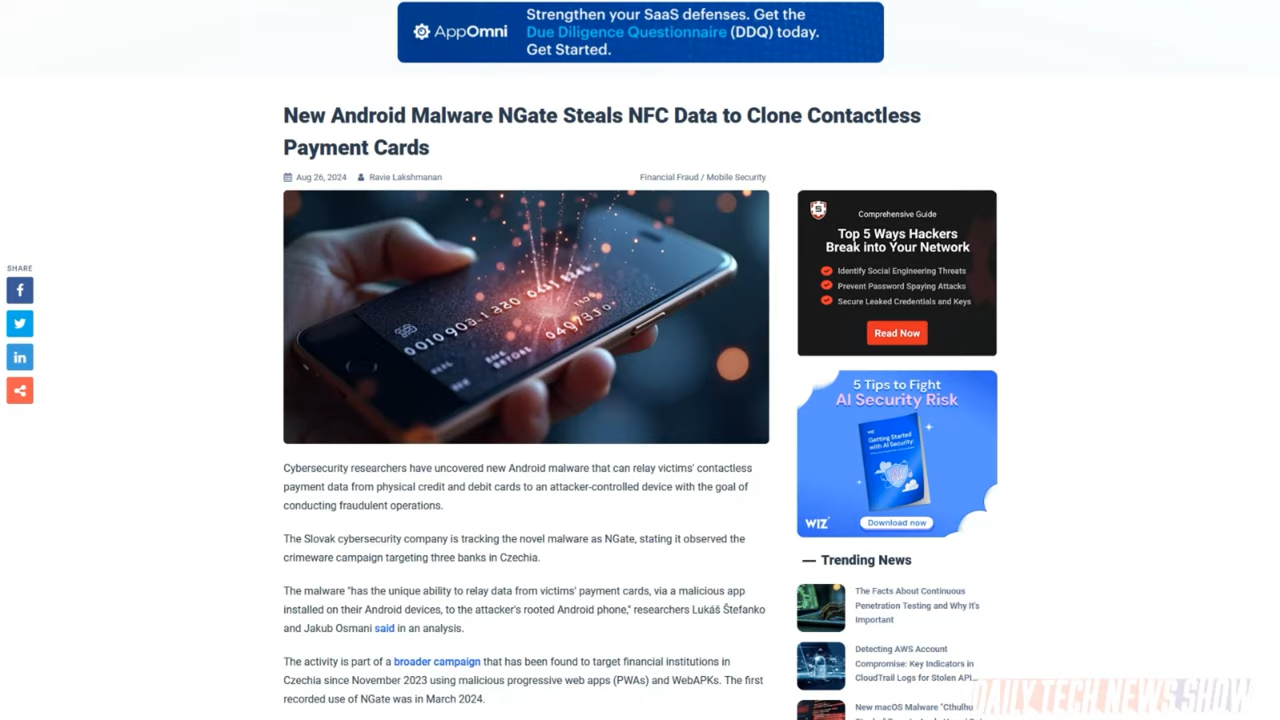 AppOmni
Strengthen your SaaS defenses. Get the
Due Diligence Questionnaire (DDQ) today.
Get Started.
New Android Malware NGate Steals NFC Data to Clone Contactless
Payment Cards
Aug 26, 2024 Ravie Lakshmanan
Financial Fraud / Mobile Security
SHARE
Cybersecurity researchers have uncovered new Android malware that can relay victims' contactless
payment data from physical credit and debit cards to an attacker-controlled device with the goal of
conducting fraudulent operations.
The Slovak cybersecurity company is tracking the novel malware as NGate, stating it observed the
crimeware campaign targeting three banks in Czechia.
The malware "has the unique ability to relay data from victims' payment cards, via a malicious app
installed on their Android devices, to the attacker's rooted Android phone," researchers Lukáš Štefanko
and Jakub Osmani said in an analysis.
The activity is part of a broader campaign that has been found to target financial institutions in
Czechia since November 2023 using malicious progressive web apps (PWAs) and WebAPKs. The first
recorded use of NGate was in March 2024.
Comprehensive Guide
Top 5 Ways Hackers
Break into Your Network
Identify Social Engineering Threats
Prevent Password Spaying Attacks
Secure Leaked Credentials and Keys
Read Now
5 Tips to Fight
AI Security Risk
WIZ
Getting Started
with AI Security
AI
WIZ
Download now
Trending News
The Facts About Continuous
Penetration Testing and Why It's
Important
Detecting AWS Account
Compromise: Key Indicators in
CloudTrail Logs for Stolen API...
New macOS Malware "Cthulhu
DAILY TECH NEWS SHOW